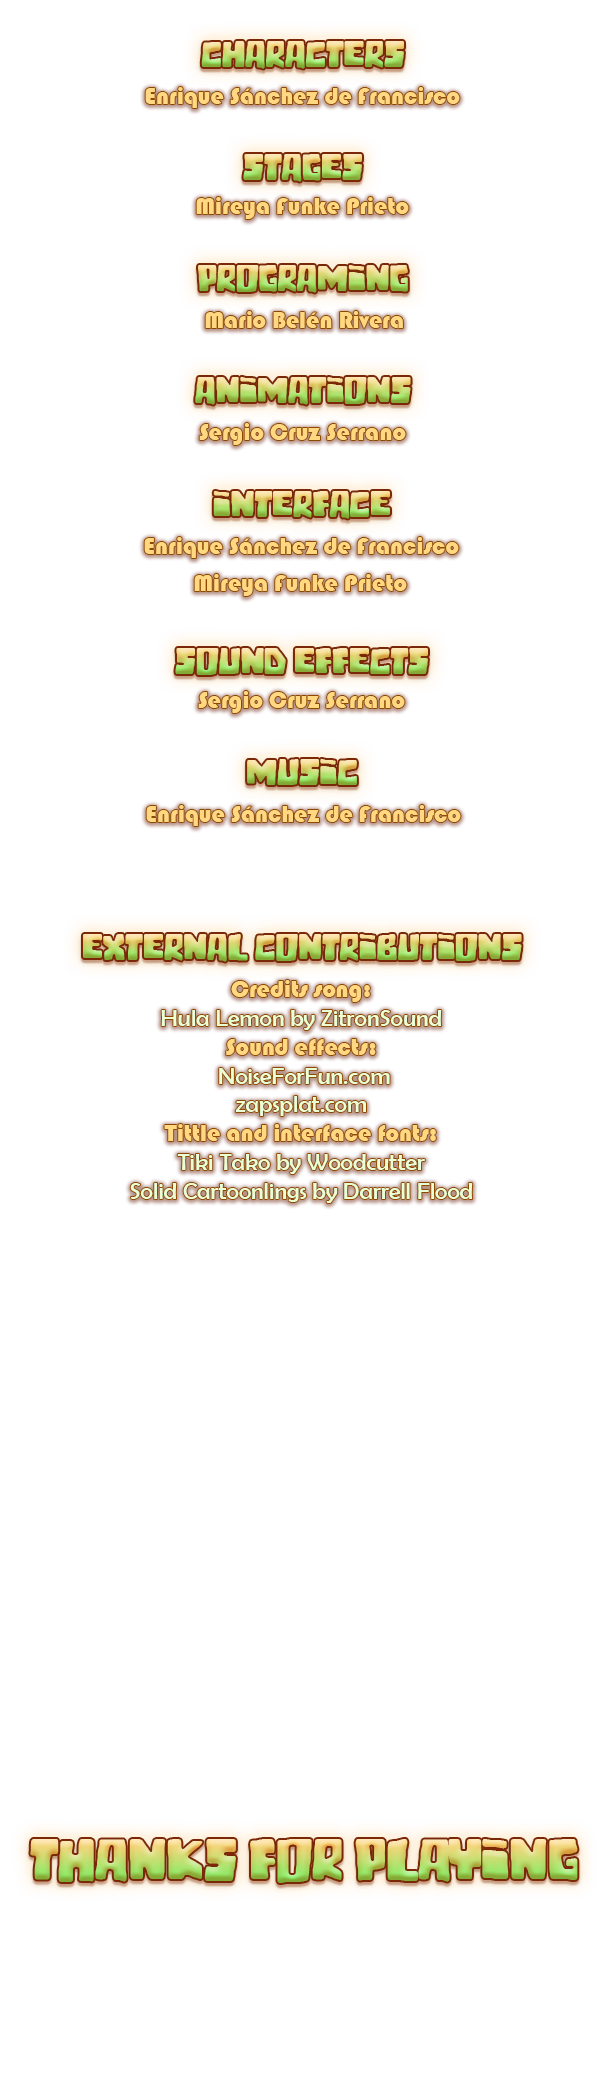 CHARACTERS
Enrique Sánchez de Francisco
STAGES
Mireya Funke Prieto
PROGRAMING
Mario Belén Rivera
ANIMATIONS
Sergio Cruz Serrano
INTERFACE
Enrique Sánchez de Francisco
Mireya Funke Prieto
SOUND EFFECTS
Sergio Cruz Serrano
MUSIC
Enrique Sánchez de Francisco
EXTERNAL CONTRIBUTIONS
Credits song:
Hula Lemon by ZitronSound
Sound effects:
NoiseForFun.com
zapsplat.com
Tittle and interface fonts:
Tiki Tako by Woodcutter
Solid Cartoonlings by Darrell Flood
THANKS FOR PLAYING